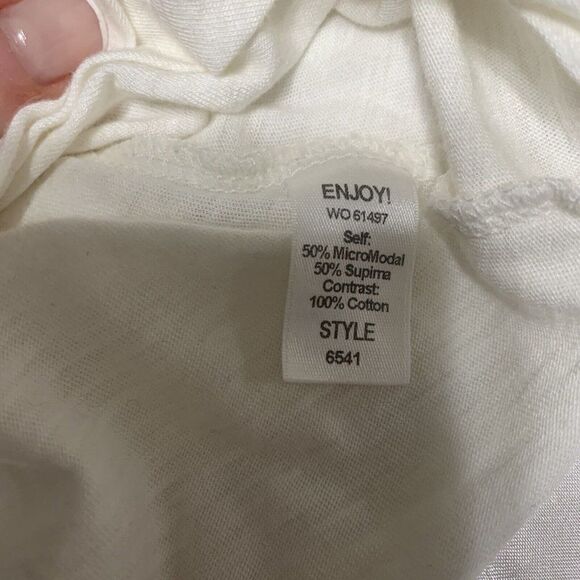 ENJOY!
WO 61497
Self:
50% MicroModal
50% Supima
Contrast:
100% Cotton
STYLE
6541